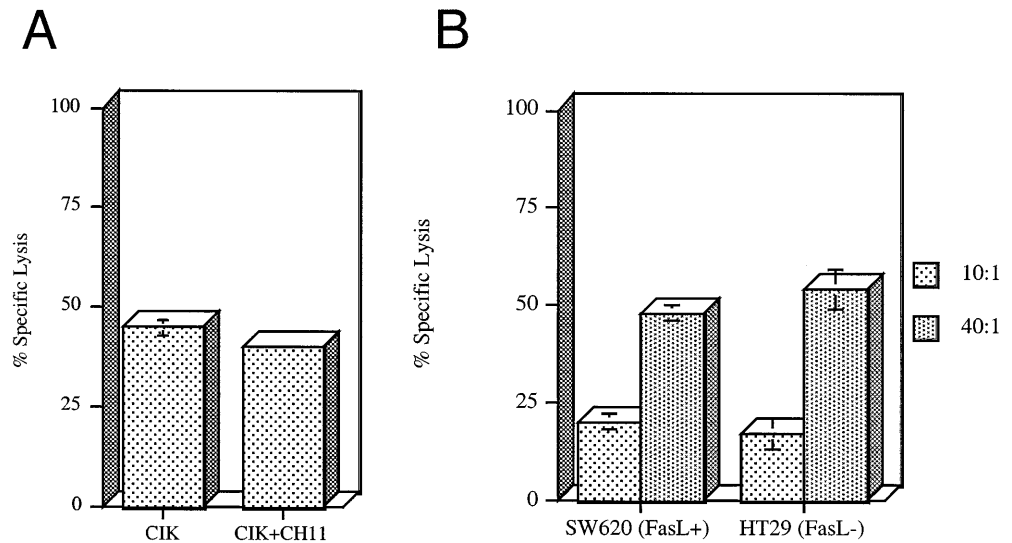 A
100
75
50
25
0
% Specific Lysis
CIK
CIK+CH11
B
100
75
50
25
0
% Specific Lysis
SW620 (FasL+)
HT29 (FasL-)
10:1
40:1